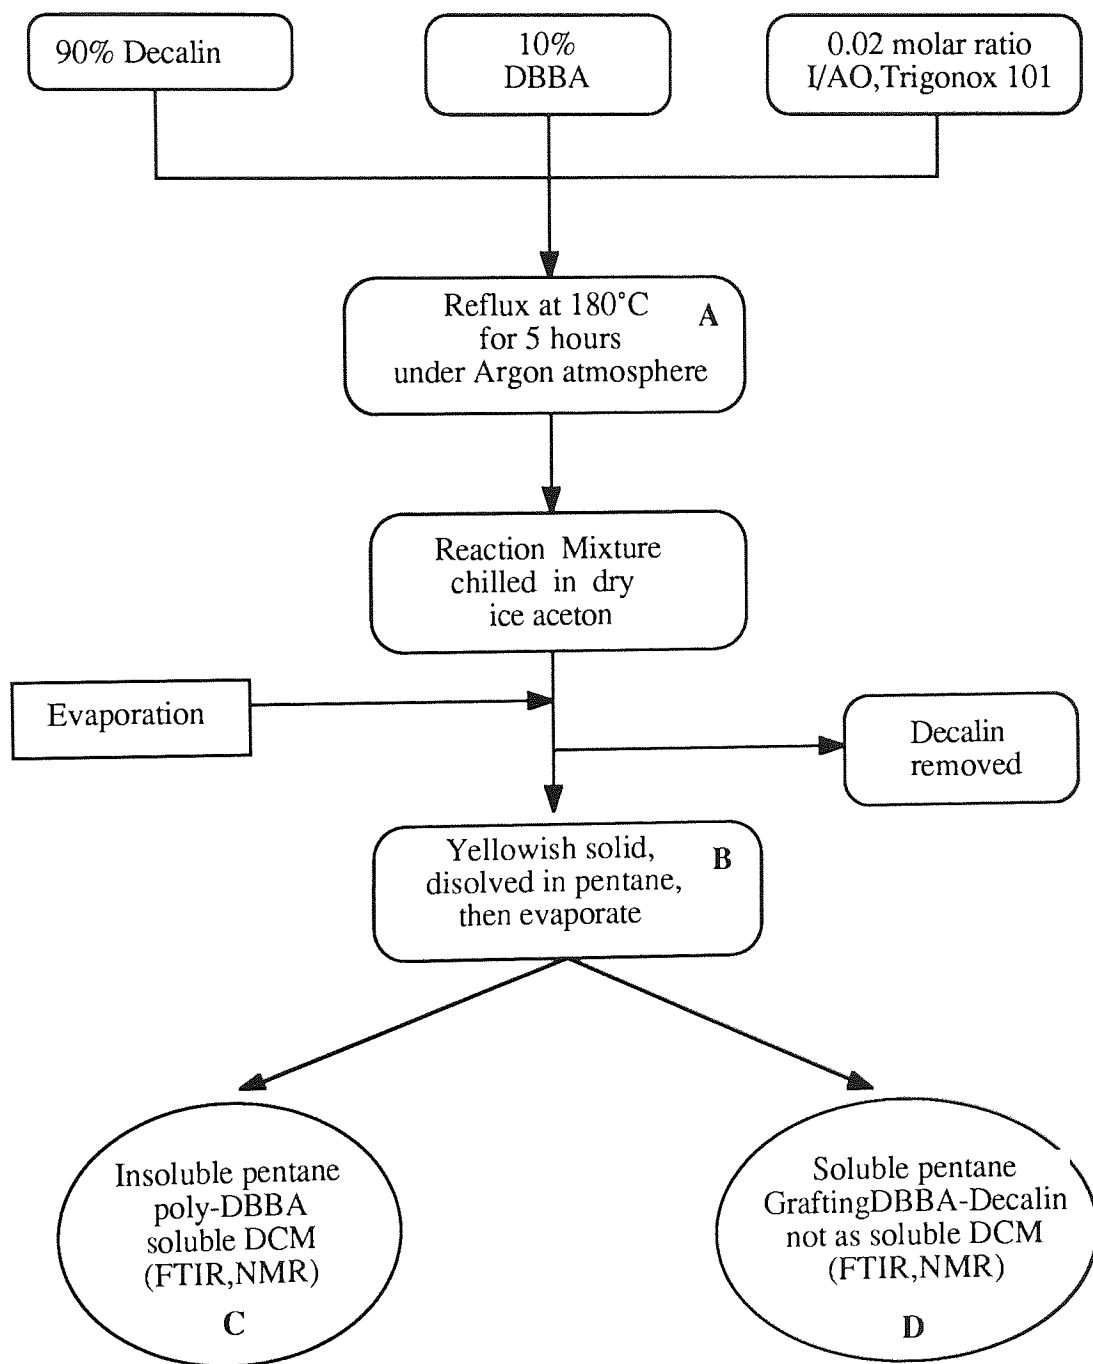 90% Decalin
10%
DBBA
0.02 molar ratio
I/AO,Trigonox 101
Reflux at 180°C
for 5 hours
under Argon atmosphere
A
Reaction Mixture
chilled in dry
ice aceton
Evaporation
Decalin
removed
Yellowish solid,
disolved in pentane,
then evaporate
B
Insoluble pentane
poly-DBBA
soluble DCM
(FTIR,NMR)
C
Soluble pentane
GraftingDBBA-Decalin
not as soluble DCM
(FTIR,NMR)
D